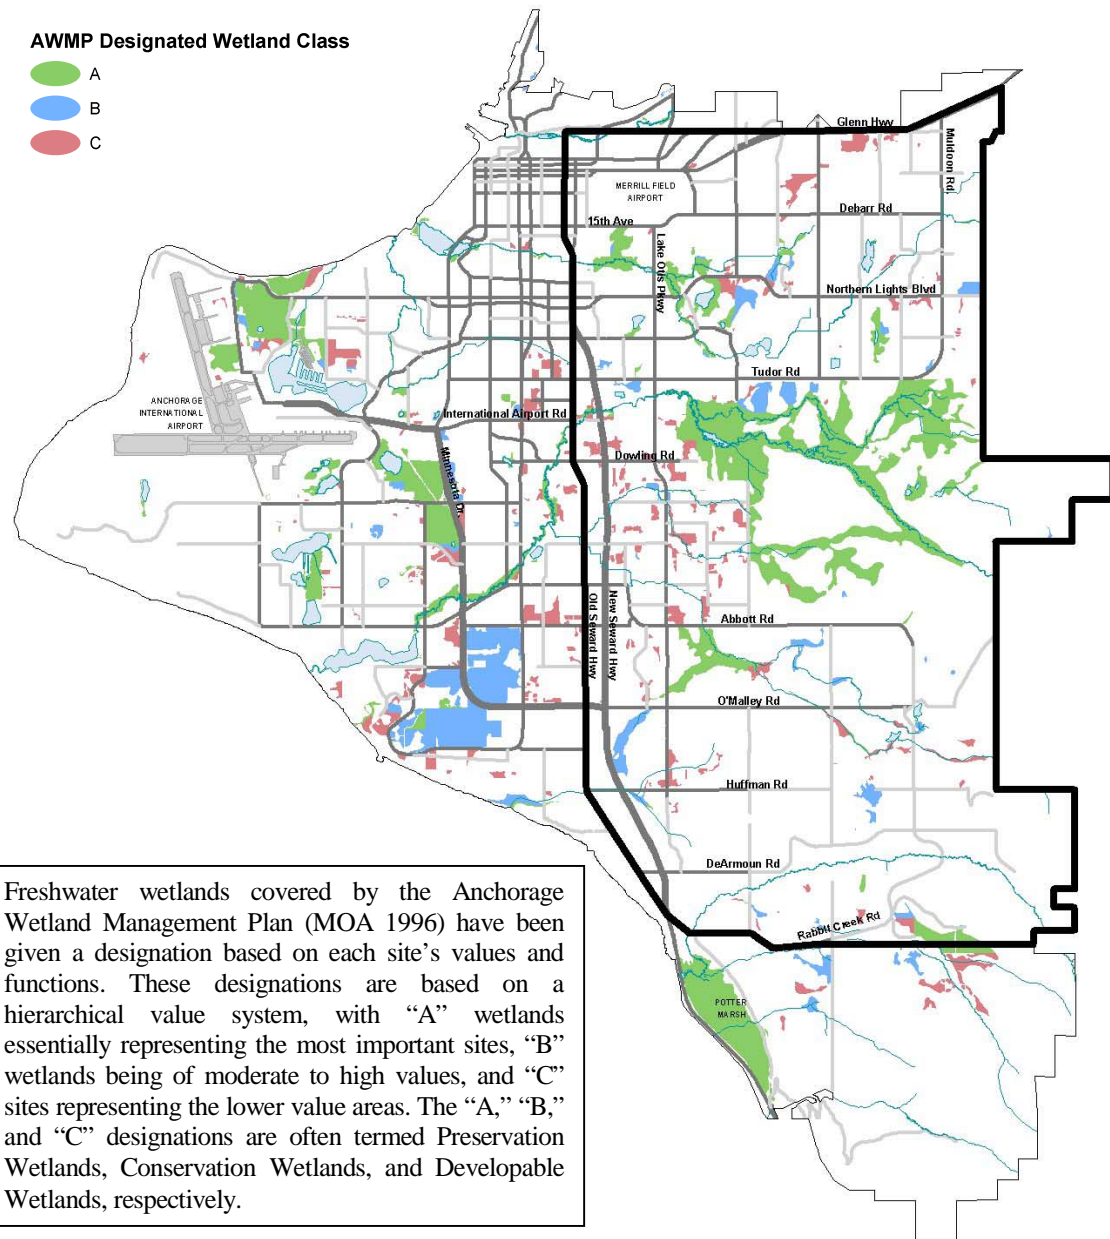 AWMP Designated Wetland Class
A
B
C
Glenn Hwy
Muldoon Rd.
MERRILL FIELD
AIRPORT
Debarr Rd
15th Ave
Lake Otis Pkwy
Northern Lights Blvd
Tudor Rd
ANCHORAGE
INTERNATIONAL
AIRPORT
International Airport Rd
Minnesota Dr.
Dowling Rd
Old Seward Hwy
New Seward Hwy
Abbott Rd
O'Malley Rd
Huffman Rd
DeArmoun Rd
Rabbit Creek Rd
POTTER
MARSH
Freshwater wetlands covered by the Anchorage
Wetland Management Plan (MOA 1996) have been
given a designation based on each site’s values and
functions. These designations are based on a
hierarchical value system, with “A” wetlands
essentially representing the most important sites, “B”
wetlands being of moderate to high values, and “C”
sites representing the lower value areas. The “A,” “B,”
and “C” designations are often termed Preservation
Wetlands, Conservation Wetlands, and Developable
Wetlands, respectively.